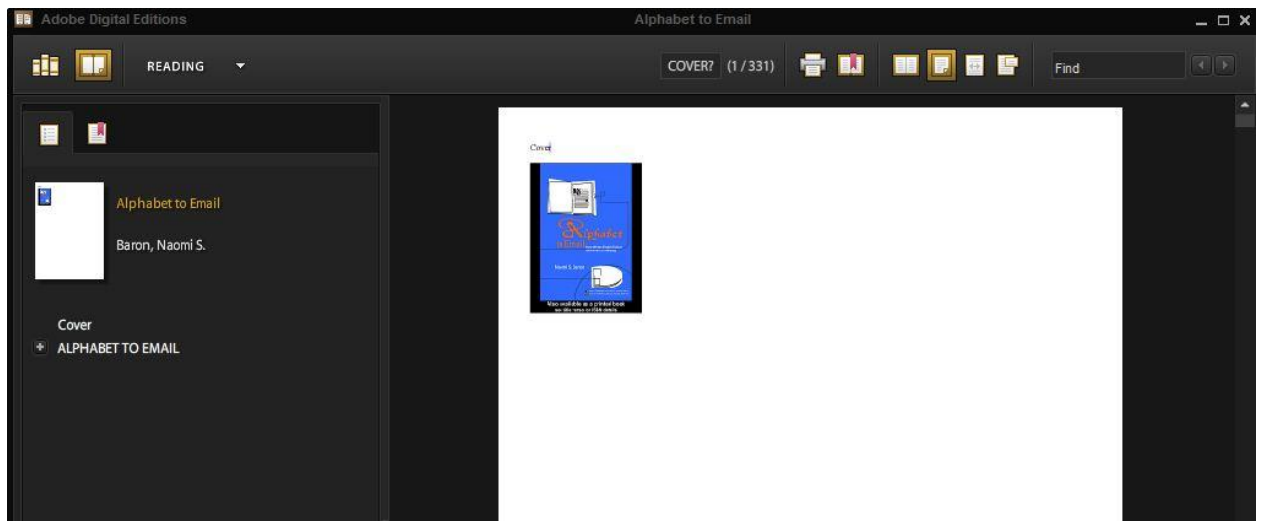 Adobe Digital Editions
Alphabet to Email
READING
COVER? (1/331)
Find
Alphabet to Email
Baron, Naomi S.
Cover
ALPHABET TO EMAIL
Cover
Alphabet
to Email
Naomi S. Baron
Also available as a printed book
see title verso or ISBN details